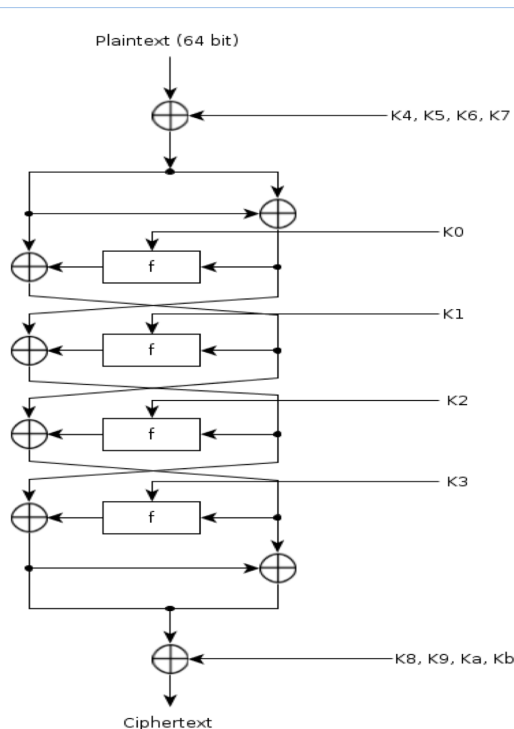 Plaintext (64 bit)
K4, K5, K6, K7
K0
f
K1
f
K2
f
K3
f
K8, K9, Ka, Kb
Ciphertext